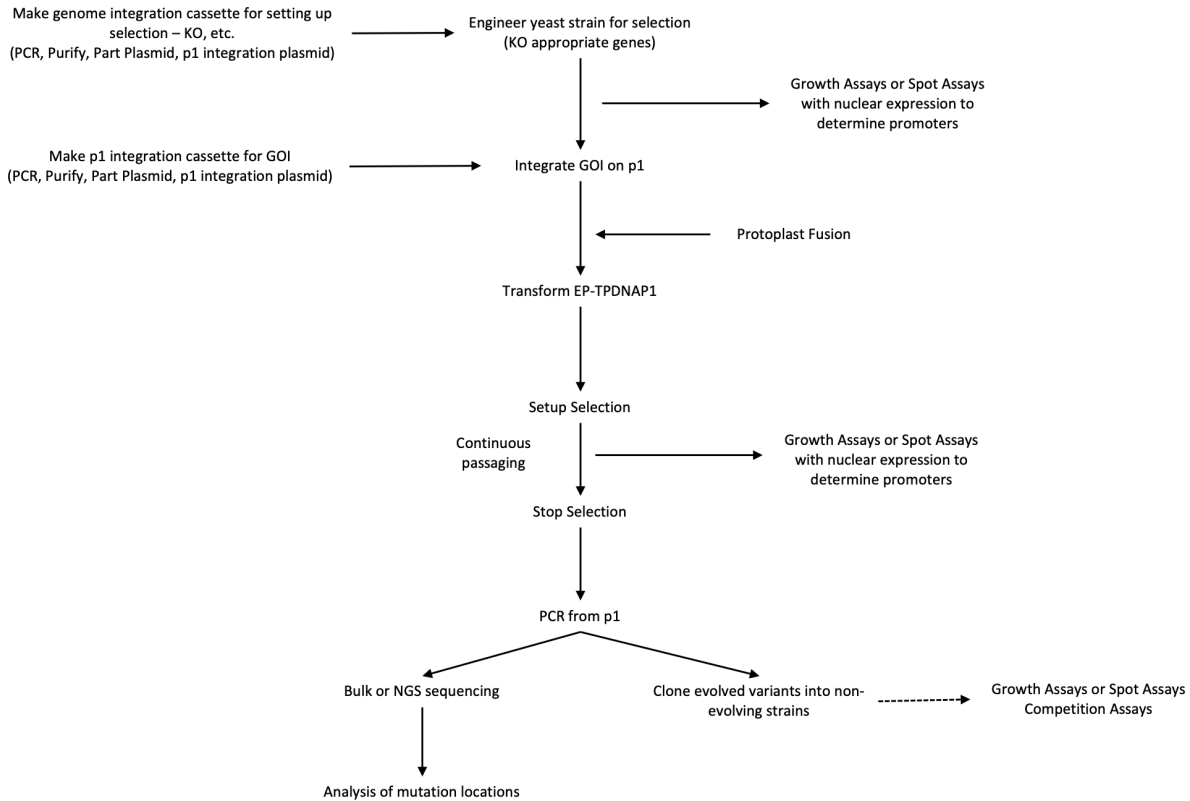 Make genome integration cassette for setting up
selection – KO, etc.
(PCR, Purify, Part Plasmid, p1 integration plasmid)
Engineer yeast strain for selection
(KO appropriate genes)
Growth Assays or Spot Assays
with nuclear expression to
determine promoters
Make p1 integration cassette for GOI
(PCR, Purify, Part Plasmid, p1 integration plasmid)
Integrate GOI on p1
Protoplast Fusion
Transform EP-TPDNAP1
Setup Selection
Continuous
passaging
Growth Assays or Spot Assays
with nuclear expression to
determine promoters
Stop Selection
PCR from p1
Bulk or NGS sequencing
Clone evolved variants into non-
evolving strains
Growth Assays or Spot Assays
Competition Assays
Analysis of mutation locations